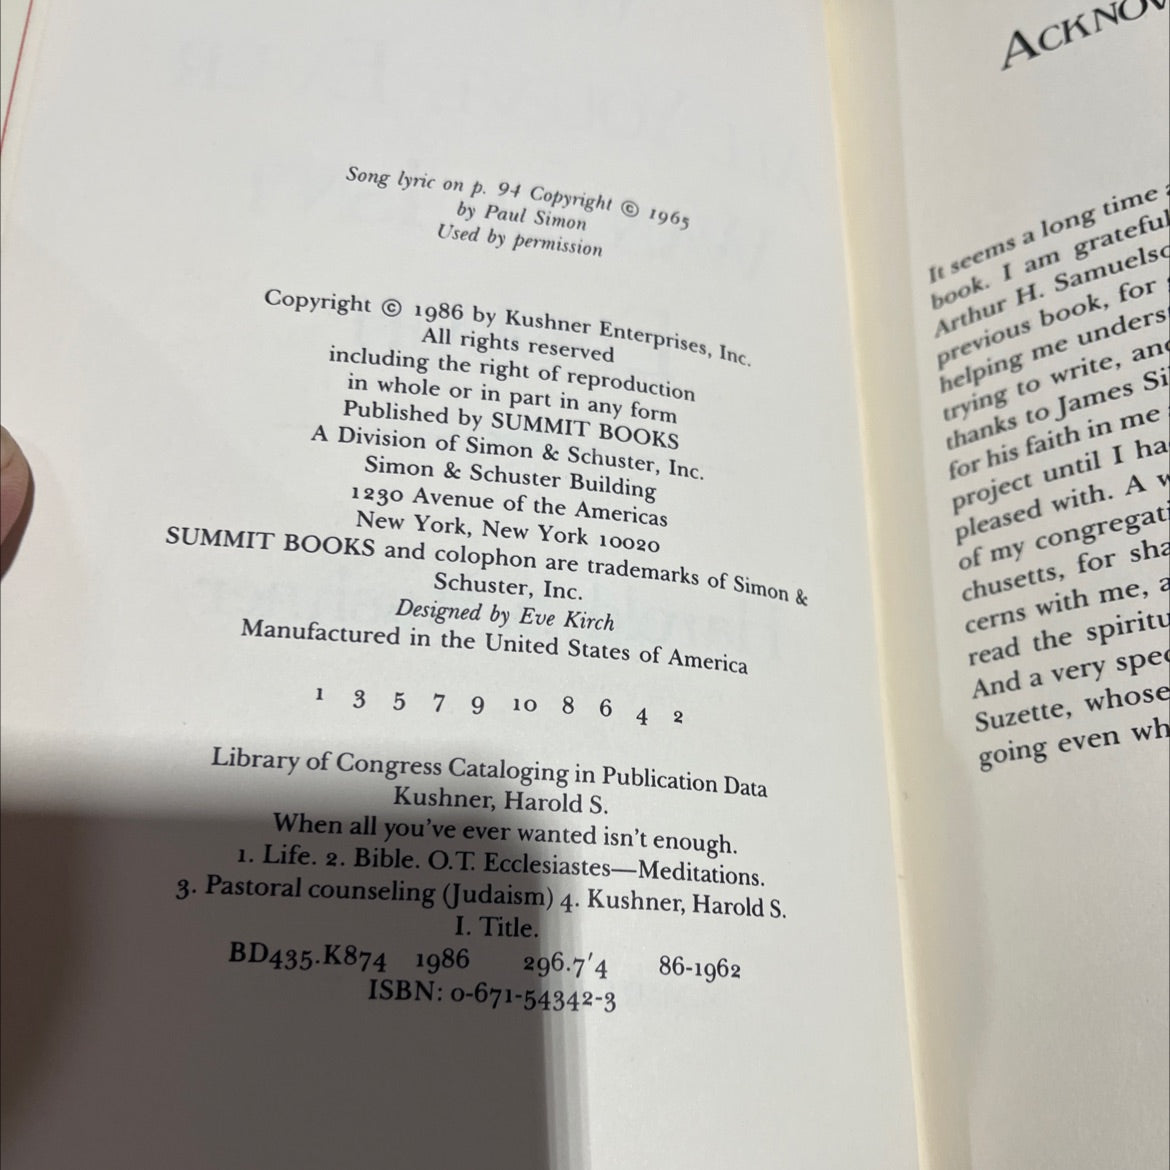 Song lyric on p. 94 Copyright © 1965
by Paul Simon
Used by permission
Copyright © 1986 by Kushner Enterprises, Inc.
All rights reserved
including the right of reproduction
in whole or in part in any form
Published by SUMMIT BOOKS
A Division of Simon & Schuster, Inc.
Simon & Schuster Building
1230 Avenue of the Americas
New York, New York 10020
SUMMIT BOOKS and colophon are trademarks of Simon &
Schuster, Inc.
Designed by Eve Kirch
Manufactured in the United States of America
1 3 5 7 9 10 8 6 4 2
Library of Congress Cataloging in Publication Data
Kushner, Harold S.
When all you've ever wanted isn't enough.
1. Life. 2. Bible. O.T. Ecclesiastes—Meditations.
3. Pastoral counseling (Judaism) 4. Kushner, Harold S.
I. Title.
BD435.K874 1986 296.7'4 86-1962
ISBN: 0-671-54342-3
ACKNOW
It seems a long time
book. I am grateful
Arthur H. Samuelso
previous book, for
helping me underst
trying to write, and
thanks to James Sil
for his faith in me
project until I ha
pleased with. A w
of my congregati
chusetts, for sha
cerns with me, a
read the spiritu
And a very spec
Suzette, whose
going even wh